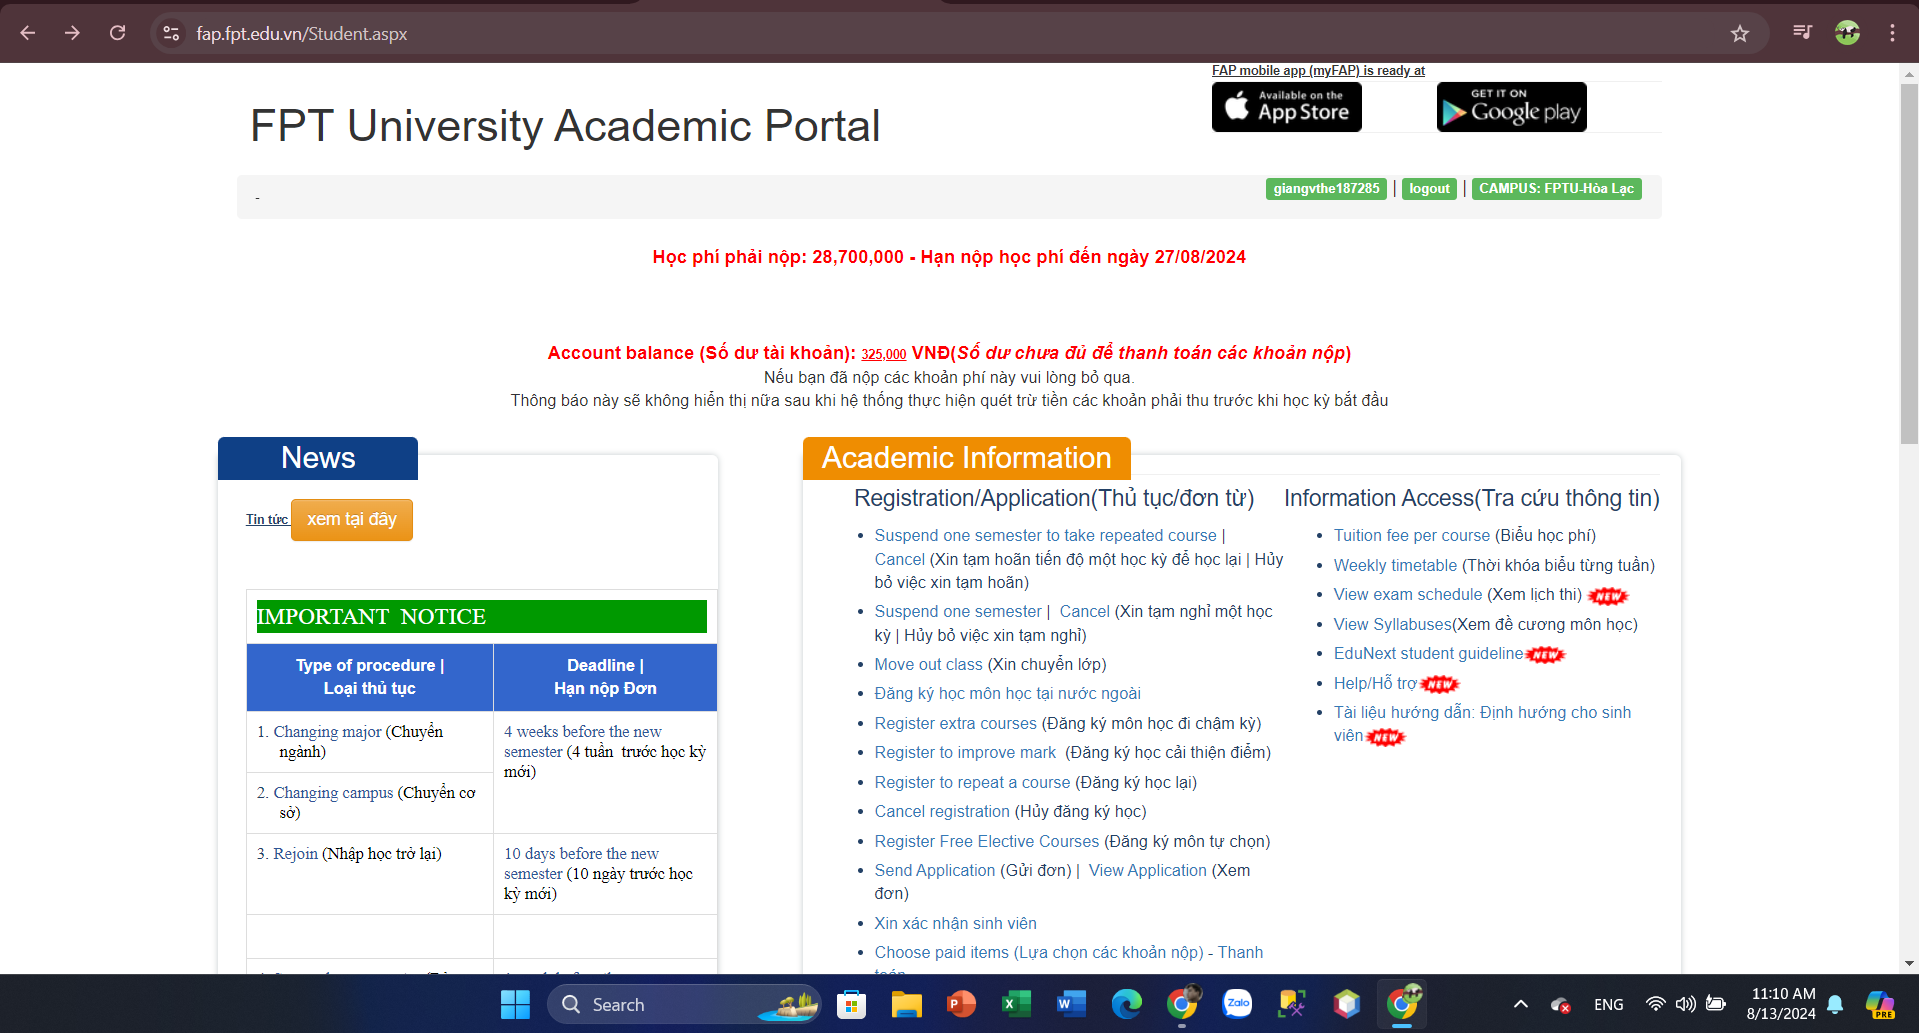 fap.fpt.edu.vn/Student.aspx
FAP mobile app (myFAP) is ready at
Available on the
App Store
GET IT ON
Google play
FPT University Academic Portal
-
giangvthe187285 | logout | CAMPUS: FPTU-Hòa Lạc
Học phí phải nộp: 28,700,000 - Hạn nộp học phí đến ngày 27/08/2024
Account balance (Số dư tài khoản): 325,000 VNĐ(Số dư chưa đủ để thanh toán các khoản nộp)
Nếu bạn đã nộp các khoản phí này vui lòng bỏ qua.
Thông báo này sẽ không hiển thị nữa sau khi hệ thống thực hiện quét trừ tiền các khoản phải thu trước khi học kỳ bắt đầu
News
Tin tức xem tại đây
IMPORTANT NOTICE
Type of procedure |
Loại thủ tục
Deadline |
Hạn nộp Đơn
1. Changing major (Chuyển
ngành)
4 weeks before the new
semester (4 tuần trước học kỳ
mới)
2. Changing campus (Chuyển cơ
sở)
3. Rejoin (Nhập học trở lại)
10 days before the new
semester (10 ngày trước học
kỳ mới)
Academic Information
Registration/Application(Thủ tục/đơn từ)
• Suspend one semester to take repeated course |
Cancel (Xin tạm hoãn tiến độ một học kỳ để học lại | Hủy
bỏ việc xin tạm hoãn)
• Suspend one semester | Cancel (Xin tạm nghỉ một học
kỳ | Hủy bỏ việc xin tạm nghỉ)
• Move out class (Xin chuyển lớp)
• Đăng ký học môn học tại nước ngoài
• Register extra courses (Đăng ký môn học đi chậm kỳ)
• Register to improve mark (Đăng ký học cải thiện điểm)
• Register to repeat a course (Đăng ký học lại)
• Cancel registration (Hủy đăng ký học)
• Register Free Elective Courses (Đăng ký môn tự chọn)
• Send Application (Gửi đơn) | View Application (Xem
đơn)
• Xin xác nhận sinh viên
• Choose paid items (Lựa chọn các khoản nộp) - Thanh
Information Access(Tra cứu thông tin)
• Tuition fee per course (Biểu học phí)
• Weekly timetable (Thời khóa biểu từng tuần)
• View exam schedule (Xem lịch thi) NEW
• View Syllabuses(Xem đề cương môn học)
• EduNext student guideline NEW
• Help/Hỗ trợ NEW
• Tài liệu hướng dẫn: Định hướng cho sinh
viên NEW
Search
Zalo
ENG
11:10 AM
8/13/2024
PRE